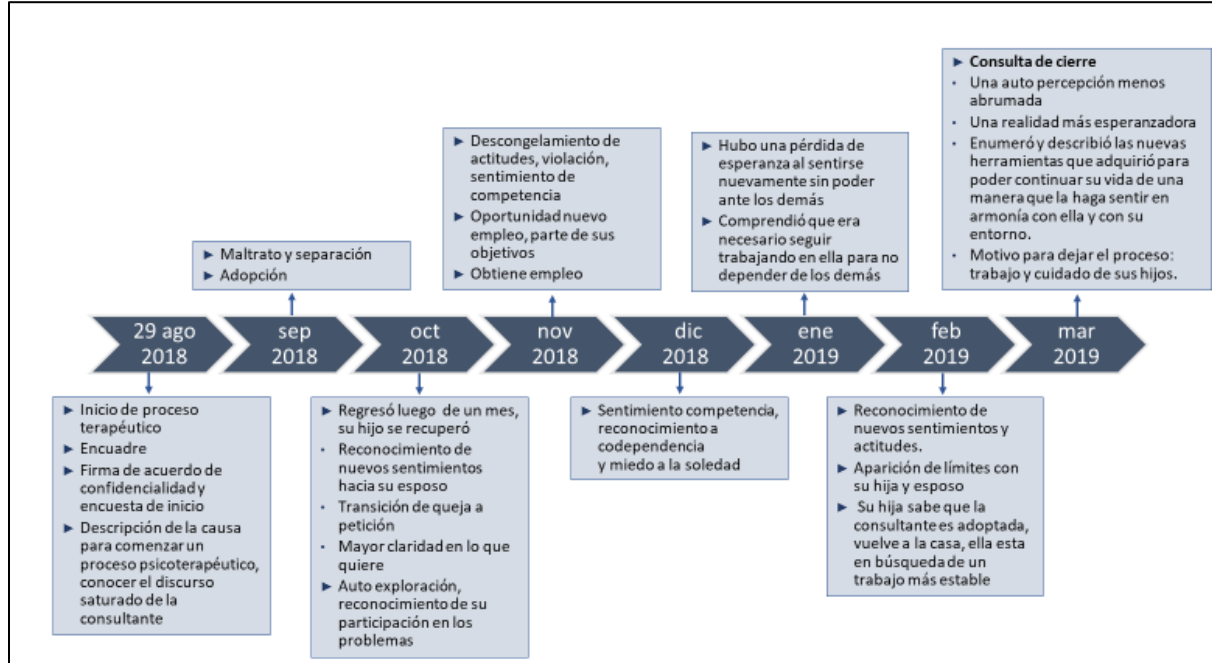 ► Consulta de cierre
• Una auto percepción menos
abrumada
• Una realidad más esperanzadora
• Enumeró y describió las nuevas
herramientas que adquirió para
poder continuar su vida de una
manera que la haga sentir en
armonía con ella y con su
entorno.
• Motivo para dejar el proceso:
trabajo y cuidado de sus hijos.
► Descongelamiento de
actitudes, violación,
sentimiento de
competencia
► Oportunidad nuevo
empleo, parte de sus
objetivos
► Obtiene empleo
► Hubo una pérdida de
esperanza al sentirse
nuevamente sin poder
ante los demás
► Comprendió que era
necesario seguir
trabajando en ella para no
depender de los demás
► Maltrato y separación
► Adopción
29 ago
2018
sep
2018
oct
2018
nov
2018
dic
2018
ene
2019
feb
2019
mar
2019
► Inicio de proceso
terapéutico
► Encuadre
► Firma de acuerdo de
confidencialidad y
encuesta de inicio
► Descripción de la causa
para comenzar un
proceso psicoterapéutico,
conocer el discurso
saturado de la
consultante
► Regresó luego de un mes,
su hijo se recuperó
• Reconocimiento de
nuevos sentimientos
hacia su esposo
• Transición de queja a
petición
• Mayor claridad en lo que
quiere
► Auto exploración,
reconocimiento de su
participación en los
problemas
► Sentimiento competencia,
reconocimiento a
codependencia
y miedo a la soledad
► Reconocimiento de
nuevos sentimientos y
actitudes.
► Aparición de límites con
su hija y esposo
► Su hija sabe que la
consultante es adoptada,
vuelve a la casa, ella esta
en búsqueda de un
trabajo más estable